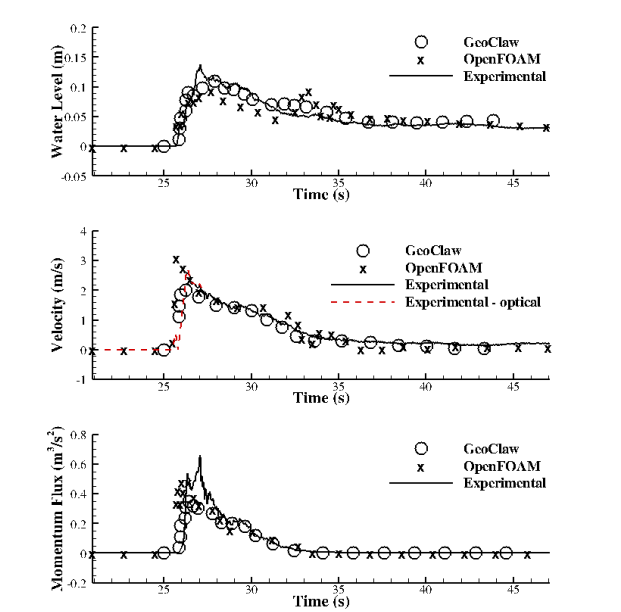 0.2
GeoClaw
0.15
OpenFOAM
Experimental
0.1
0.05
0
-0.05
Water Level (m)
25 30 35 40 45
Time (s)
4
GeoClaw
3
OpenFOAM
Experimental
2
Experimental - optical
1
0
-1
Velocity (m/s)
25 30 35 40 45
Time (s)
0.8
GeoClaw
OpenFOAM
0.6
Experimental
0.4
0.2
0
-0.2
Momentum Flux (m³/s²)
25 30 35 40 45
Time (s)